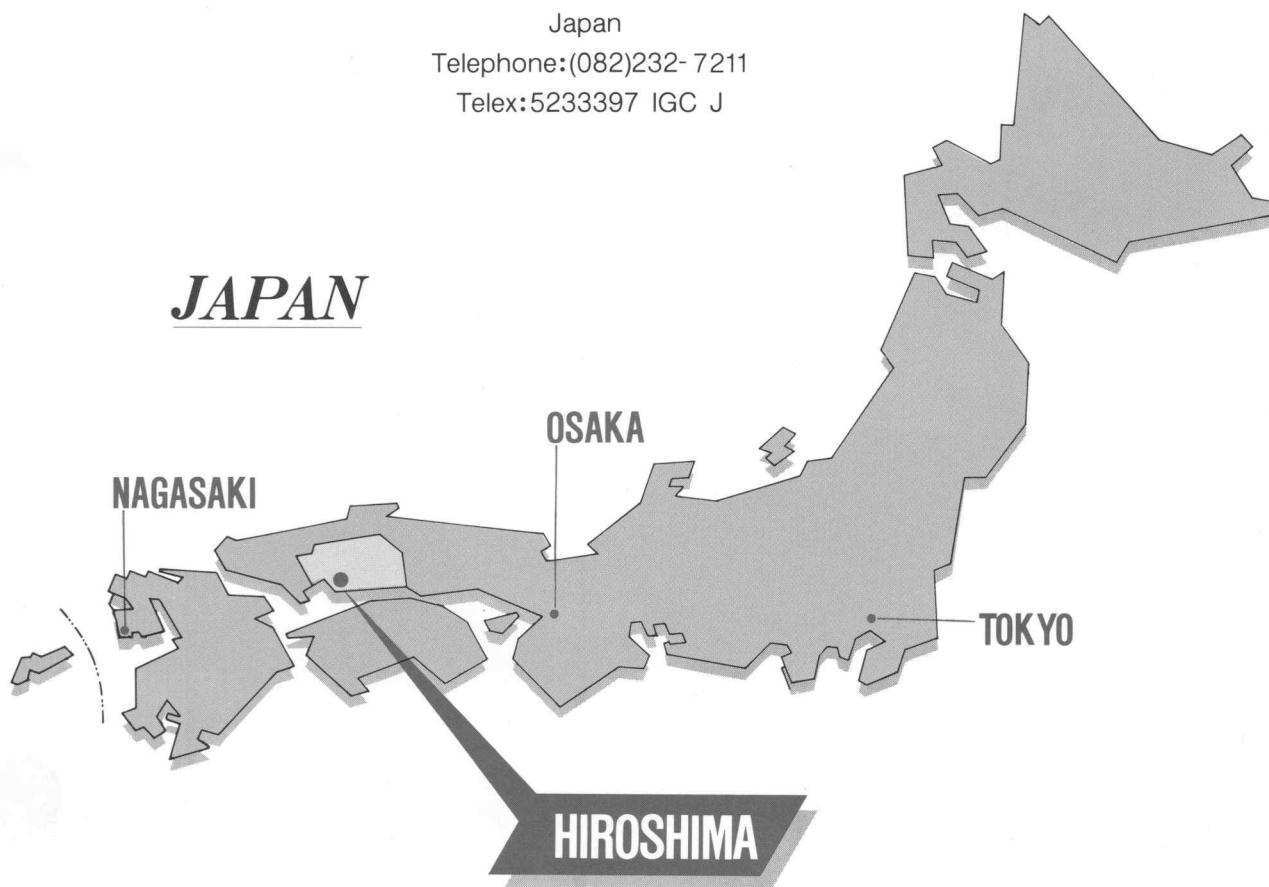 Japan
Telephone:(082)232-7211
Telex:5233397 IGC J
JAPAN
OSAKA
NAGASAKI
TOKYO
HIROSHIMA